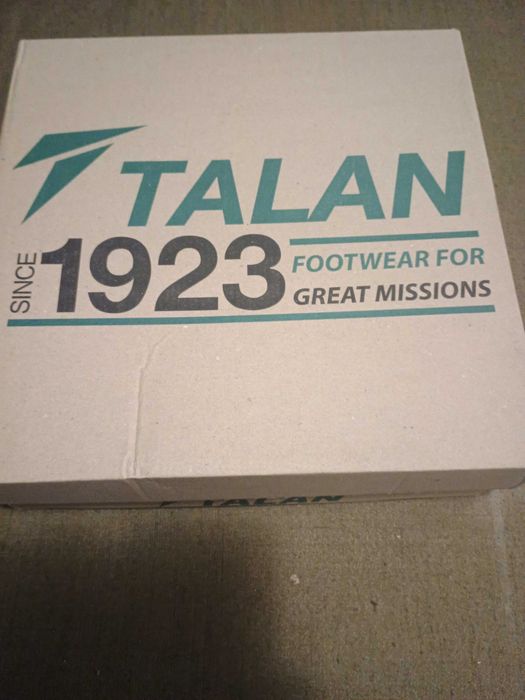 TALAN
SINCE 1923 FOOTWEAR FOR
GREAT MISSIONS
TALAN